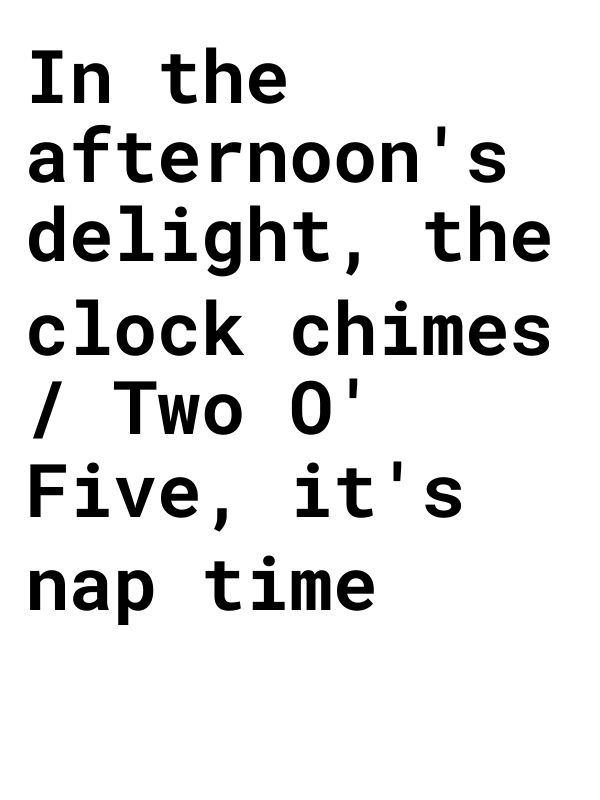 In the
afternoon's
delight, the
clock chimes
/ Two O'
Five, it's
nap time